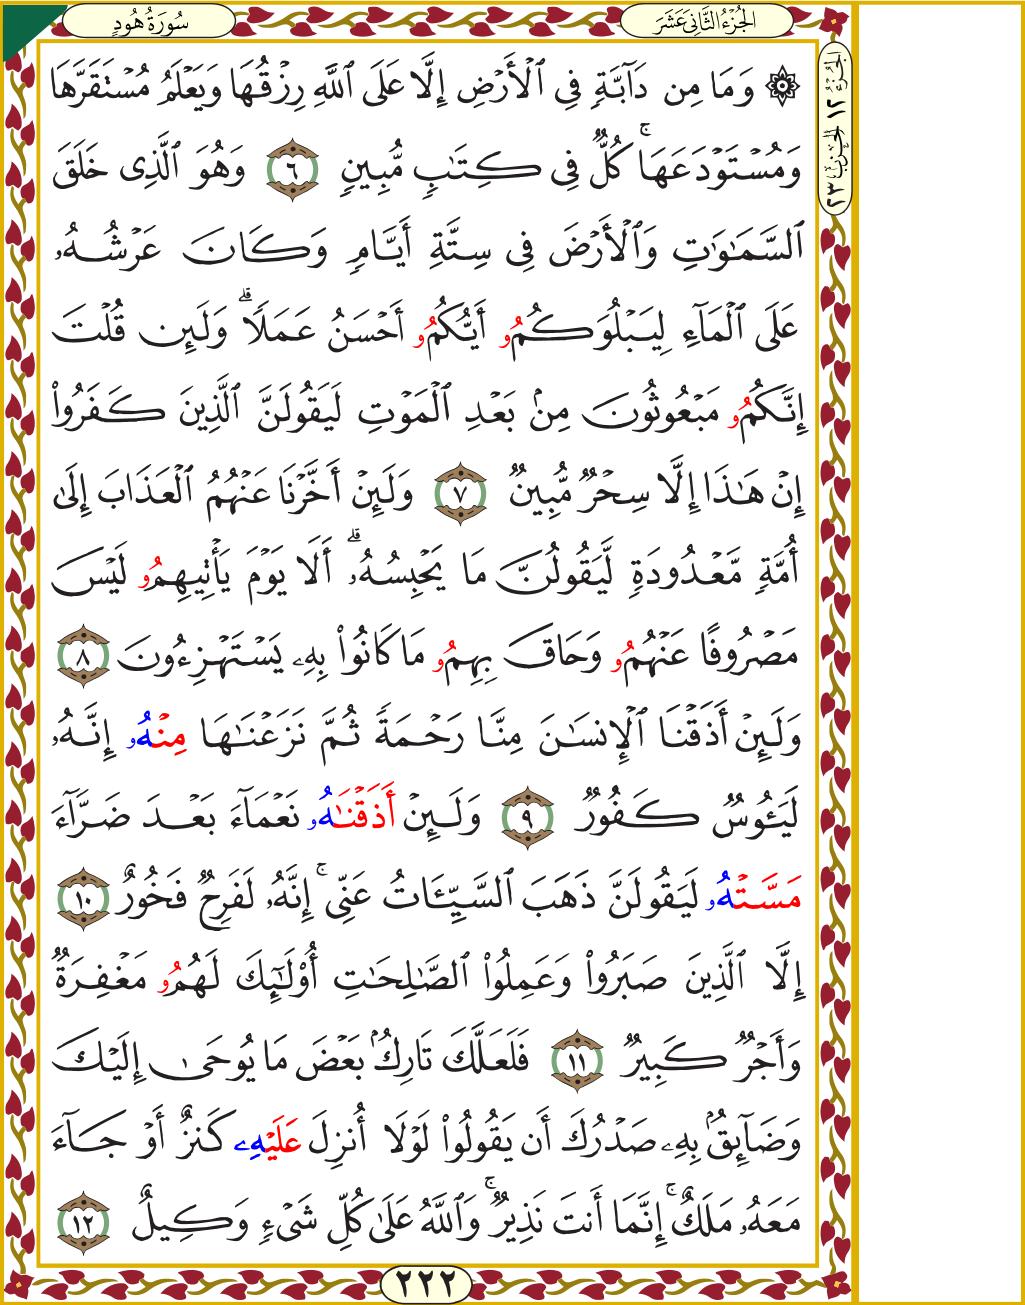 سُورَةُ هُودٍ
الجُزْءُ الثَّانِىَ عَشَرَ
الجُزْءُ ١٢ الحِزْبُ ٢٣
۞ وَمَا مِن دَآبَّةٍ فِي ٱلْأَرْضِ إِلَّا عَلَى ٱللَّهِ رِزْقُهَا وَيَعْلَمُ مُسْتَقَرَّهَا
وَمُسْتَوْدَعَهَاۚ كُلٌّ فِي كِتَٰبٍ مُّبِينٍ ٦ وَهُوَ ٱلَّذِى خَلَقَ
ٱلسَّمَٰوَٰتِ وَٱلْأَرْضَ فِي سِتَّةِ أَيَّامٍ وَكَانَ عَرْشُهُۥ
عَلَى ٱلْمَآءِ لِيَبْلُوَكُمُۥ أَيُّكُمُۥ أَحْسَنُ عَمَلًاۗ وَلَئِن قُلْتَ
إِنَّكُمُۥ مَبْعُوثُونَ مِنۢ بَعْدِ ٱلْمَوْتِ لَيَقُولَنَّ ٱلَّذِينَ كَفَرُوا۟
إِنْ هَٰذَا إِلَّا سِحْرٌ مُّبِينٌ ٧ وَلَئِنْ أَخَّرْنَا عَنْهُمُ ٱلْعَذَابَ إِلَىٰ
أُمَّةٍ مَّعْدُودَةٍ لَّيَقُولُنَّ مَا يَحْبِسُهُۥۗ أَلَا يَوْمَ يَأْتِيهِمُۥ لَيْسَ
مَصْرُوفًا عَنْهُمُۥ وَحَاقَ بِهِمُۥ مَا كَانُوا۟ بِهِۦ يَسْتَهْزِءُونَ ٨
وَلَئِنْ أَذَقْنَا ٱلْإِنسَٰنَ مِنَّا رَحْمَةً ثُمَّ نَزَعْنَٰهَا مِنْهُۥ إِنَّهُۥ
لَيَـُٔوسٌ كَفُورٌ ٩ وَلَئِنْ أَذَقْنَٰهُۥ نَعْمَآءَ بَعْدَ ضَرَّآءَ
مَسَّتْهُۥ لَيَقُولَنَّ ذَهَبَ ٱلسَّيِّـَٔاتُ عَنِّىۚ إِنَّهُۥ لَفَرِحٌ فَخُورٌ ١٠
إِلَّا ٱلَّذِينَ صَبَرُوا۟ وَعَمِلُوا۟ ٱلصَّٰلِحَٰتِ أُو۟لَٰٓئِكَ لَهُمُۥ مَغْفِرَةٌ
وَأَجْرٌ كَبِيرٌ ١١ فَلَعَلَّكَ تَارِكُۢ بَعْضَ مَا يُوحَىٰ إِلَيْكَ
وَضَآئِقُۢ بِهِۦ صَدْرُكَ أَن يَقُولُوا۟ لَوْلَا أُنزِلَ عَلَيْهِۦ كَنزٌ أَوْ جَآءَ
مَعَهُۥ مَلَكٌۚ إِنَّمَا أَنتَ نَذِيرٌۚ وَٱللَّهُ عَلَىٰ كُلِّ شَىْءٍ وَكِيلٌ ١٢
٢٢٢